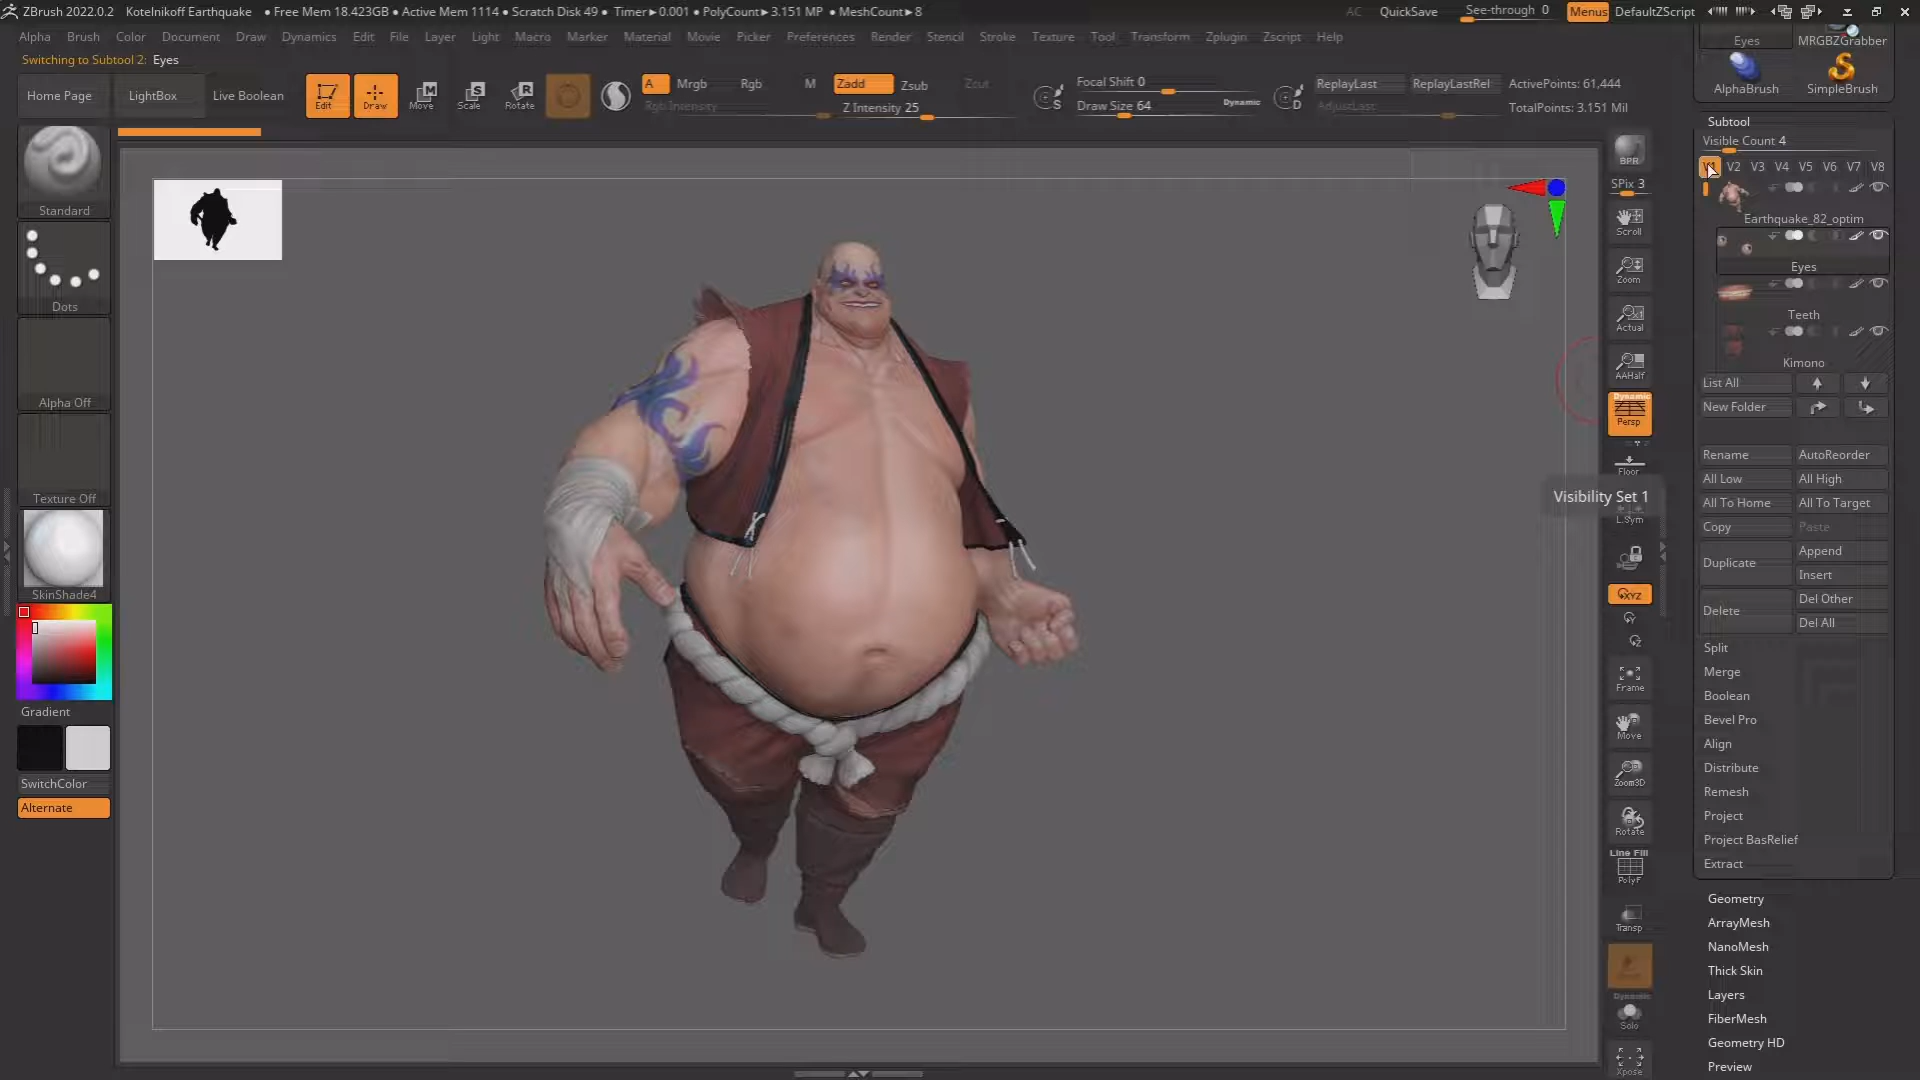 ZBrush 2022.0.2 Kotelnikoff Earthquake ● Free Mem 18.423GB ● Active Mem 1114 ● Scratch Disk 49 ● Timer►0.001 ● PolyCount►3.151 MP ● MeshCount►8 AC QuickSave See-through 0 Menus DefaultZScript
Alpha Brush Color Document Draw Dynamics Edit File Layer Light Macro Marker Material Movie Picker Preferences Render Stencil Stroke Texture Tool Transform Zplugin Zscript Help
Switching to Subtool 2: Eyes
Home Page LightBox Live Boolean
Edit Draw Move Scale Rotate
A Mrgb Rgb M Zadd Zsub Zcut
Rgb Intensity Z Intensity 25
Focal Shift 0
Draw Size 64 Dynamic
ReplayLast ReplayLastRel ActivePoints: 61,444
AdjustLast TotalPoints: 3.151 Mil
Standard
Dots
Alpha Off
Texture Off
SkinShade4
Gradient
SwitchColor
Alternate
BPR
SPix 3
Scroll
Zoom
Actual
AAHalf
Dynamic
Persp
Floor
Visibility Set 1
L.Sym
XYZ
Y
Z
Frame
Move
Zoom3D
Rotate
Line Fill
PolyF
Transp
Dynamic
Solo
Xpose
Eyes MRGBZGrabber
AlphaBrush SimpleBrush
Subtool
Visible Count 4
V1 V2 V3 V4 V5 V6 V7 V8
Earthquake_82_optim
Eyes
Teeth
Kimono
List All
New Folder
Rename AutoReorder
All Low All High
All To Home All To Target
Copy Paste
Duplicate Append
Insert
Delete Del Other
Del All
Split
Merge
Boolean
Bevel Pro
Align
Distribute
Remesh
Project
Project BasRelief
Extract
Geometry
ArrayMesh
NanoMesh
Thick Skin
Layers
FiberMesh
Geometry HD
Preview